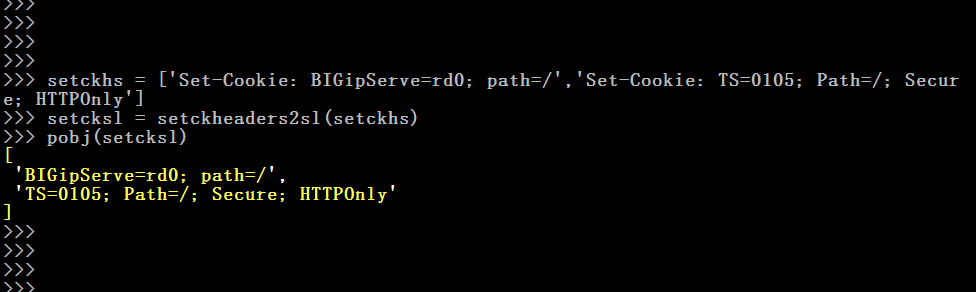 >>>
>>>
>>>
>>>
>>> setckhs = ['Set-Cookie: BIGipServe=rd0; path=/','Set-Cookie: TS=0105; Path=/; Secur
e; HTTPOnly']
>>> setcksl = setckheaders2sl(setckhs)
>>> pobj(setcksl)
[
 'BIGipServe=rd0; path=/',
 'TS=0105; Path=/; Secure; HTTPOnly'
]
>>>
>>>
>>>
>>>